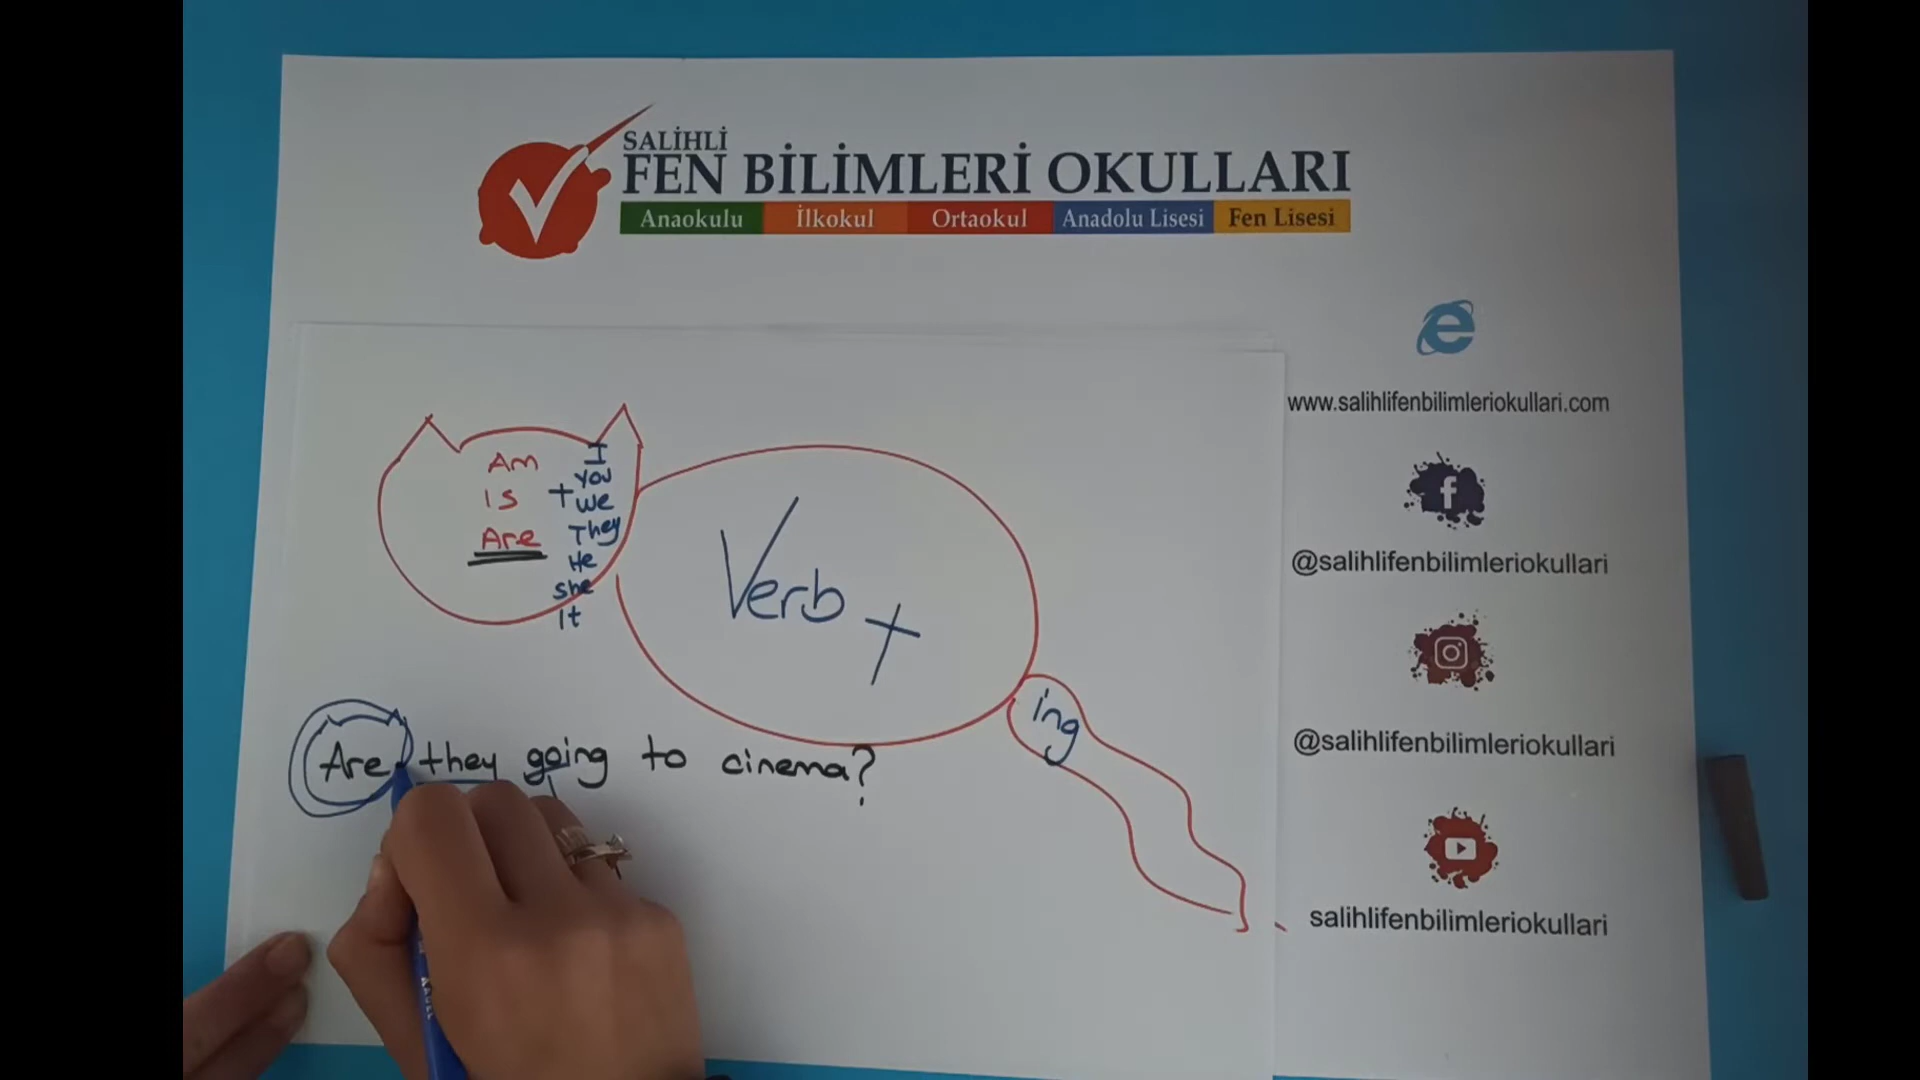 SALİHLİ
FEN BİLİMLERİ OKULLARI
Anaokulu İlkokul Ortaokul Anadolu Lisesi Fen Lisesi
www.salihlifenbilimleriokullari.com
@salihlifenbilimleriokullari
@salihlifenbilimleriokullari
salihlifenbilimleriokullari
Am
Is
Are
+
I
You
We
They
He
She
It
Verb +
ing
Are they going to cinema?